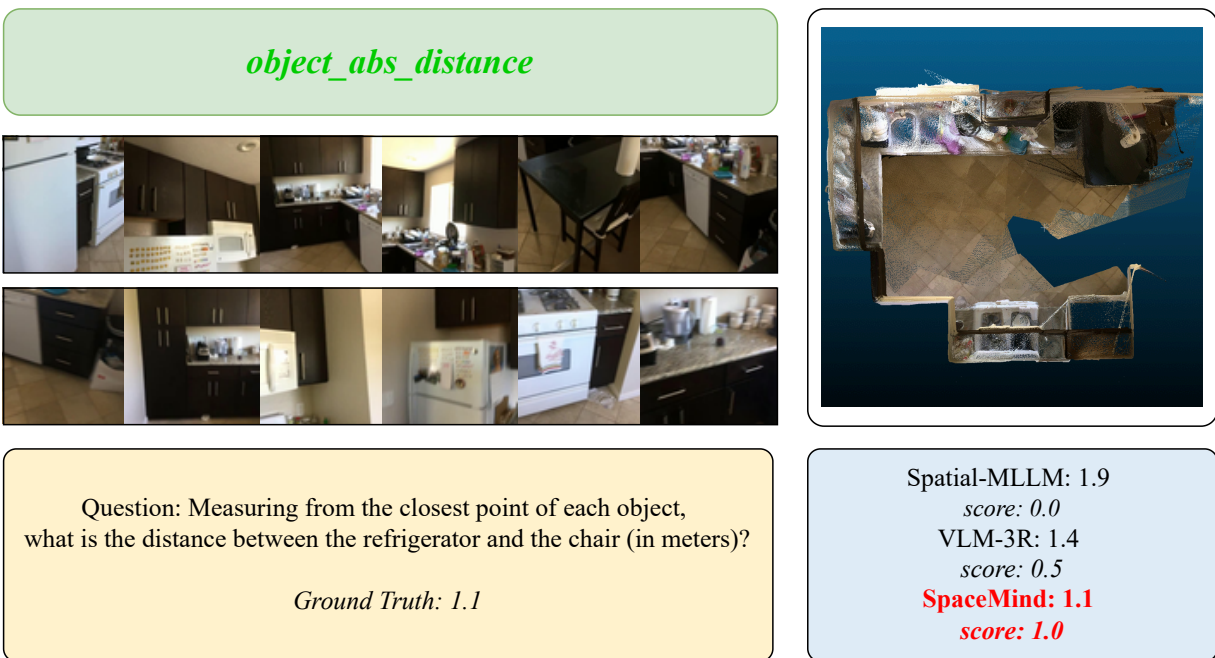 object_abs_distance
Question: Measuring from the closest point of each object,
what is the distance between the refrigerator and the chair (in meters)?
Ground Truth: 1.1
Spatial-MLLM: 1.9
score: 0.0
VLM-3R: 1.4
score: 0.5
SpaceMind: 1.1
score: 1.0